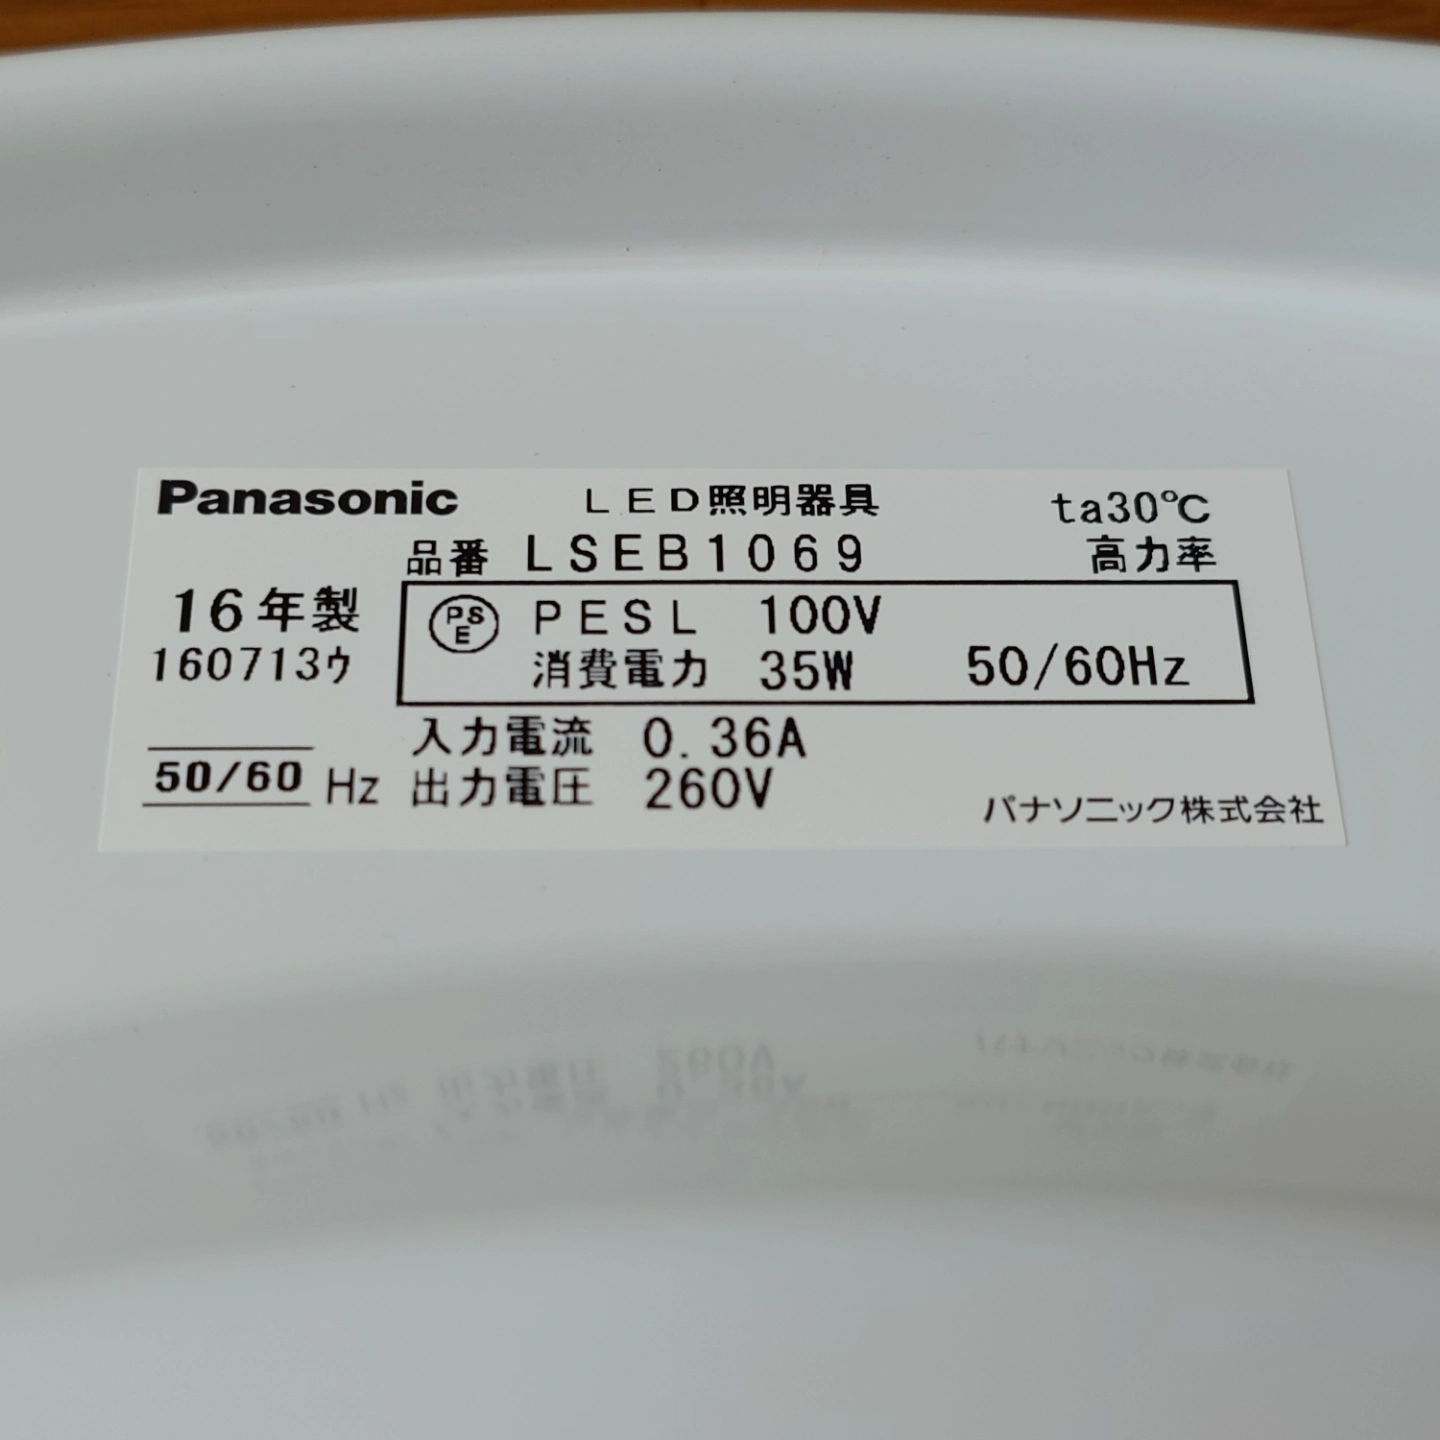 Panasonic LED照明器具 ta30℃
品番 LSEB1069 高力率
16年製 PSE PESL 100V
160713ウ 消費電力 35W 50/60Hz
入力電流 0.36A
50/60 Hz 出力電圧 260V
パナソニック株式会社